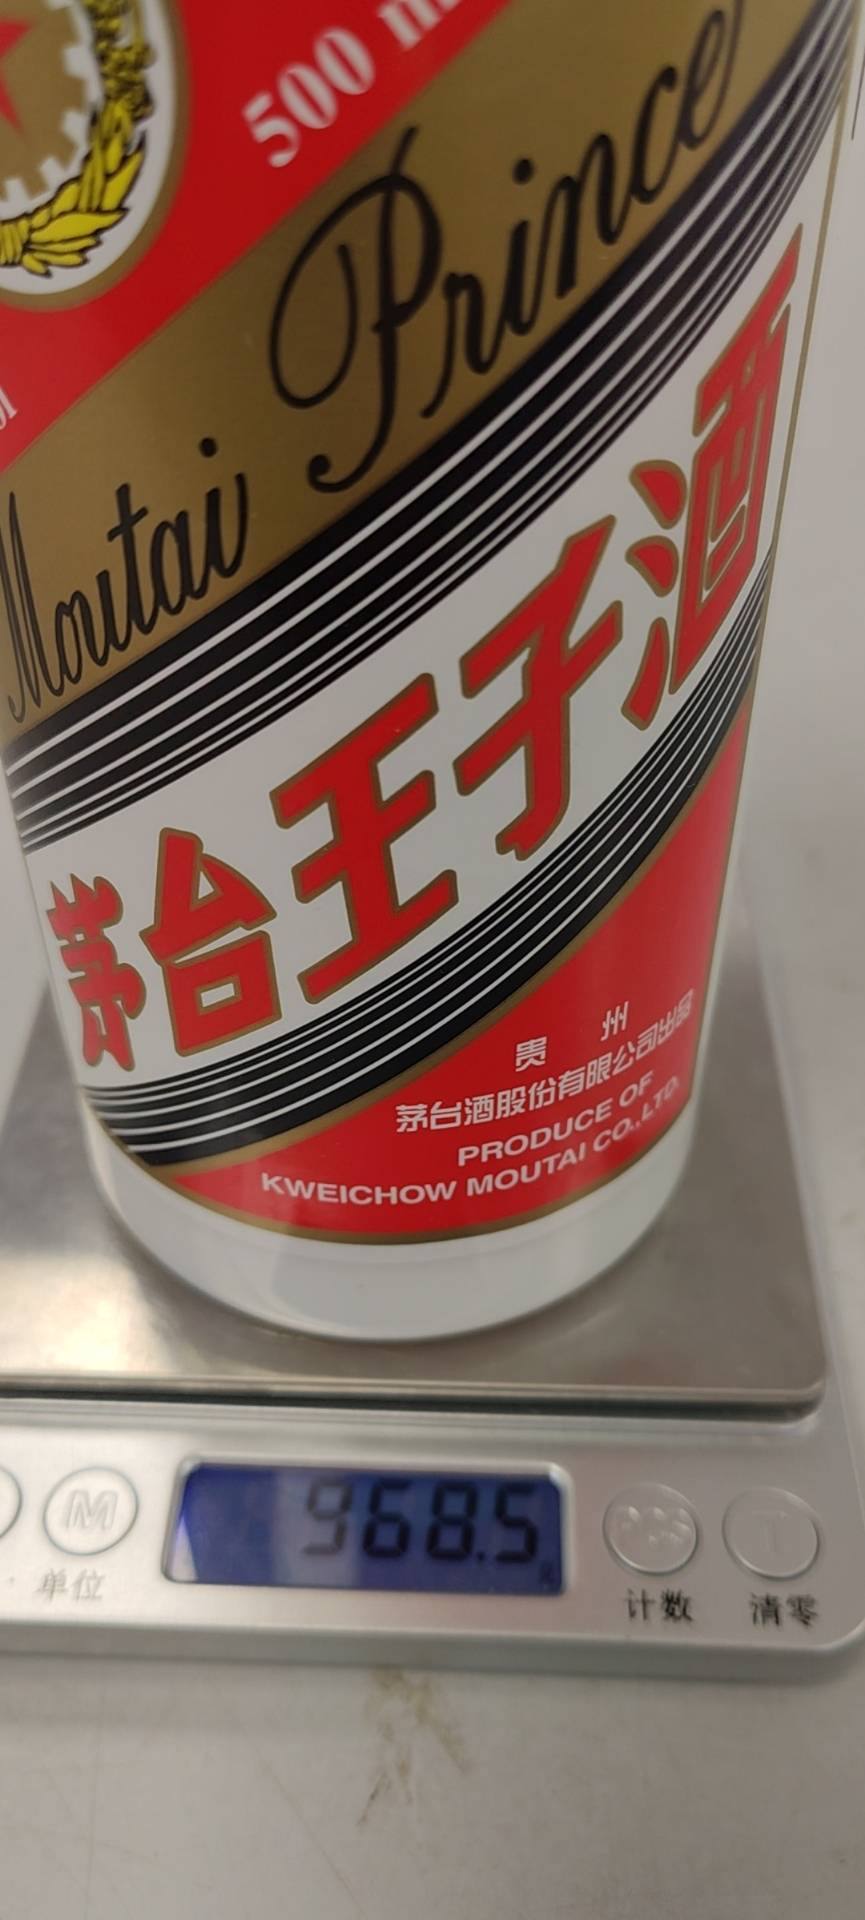 500 m
Moutai Prince
茅台王子酒
贵 州
茅台酒股份有限公司出品
PRODUCE OF
KWEICHOW MOUTAI CO.,LTD.
968.5
M
PCS
T
单位
计数
清零